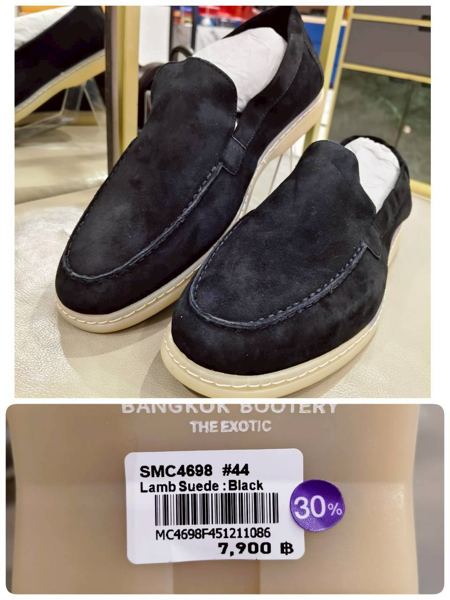 BANGKOK BOOTERY
THE EXOTIC
SMC4698 #44
Lamb Suede : Black
MC4698F451211086
7,900 ฿
30%